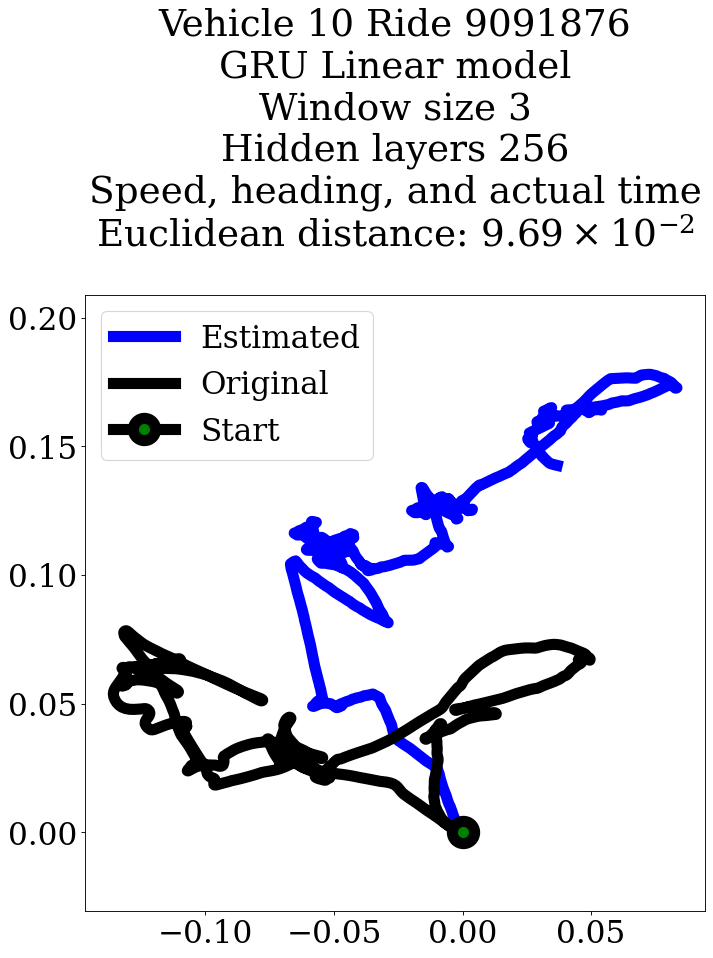 Vehicle 10 Ride 9091876
GRU Linear model
Window size 3
Hidden layers 256
Speed, heading, and actual time
Euclidean distance: 9.69 × 10⁻²
0.20
0.15
0.10
0.05
0.00
Estimated
Original
Start
−0.10 −0.05 0.00 0.05